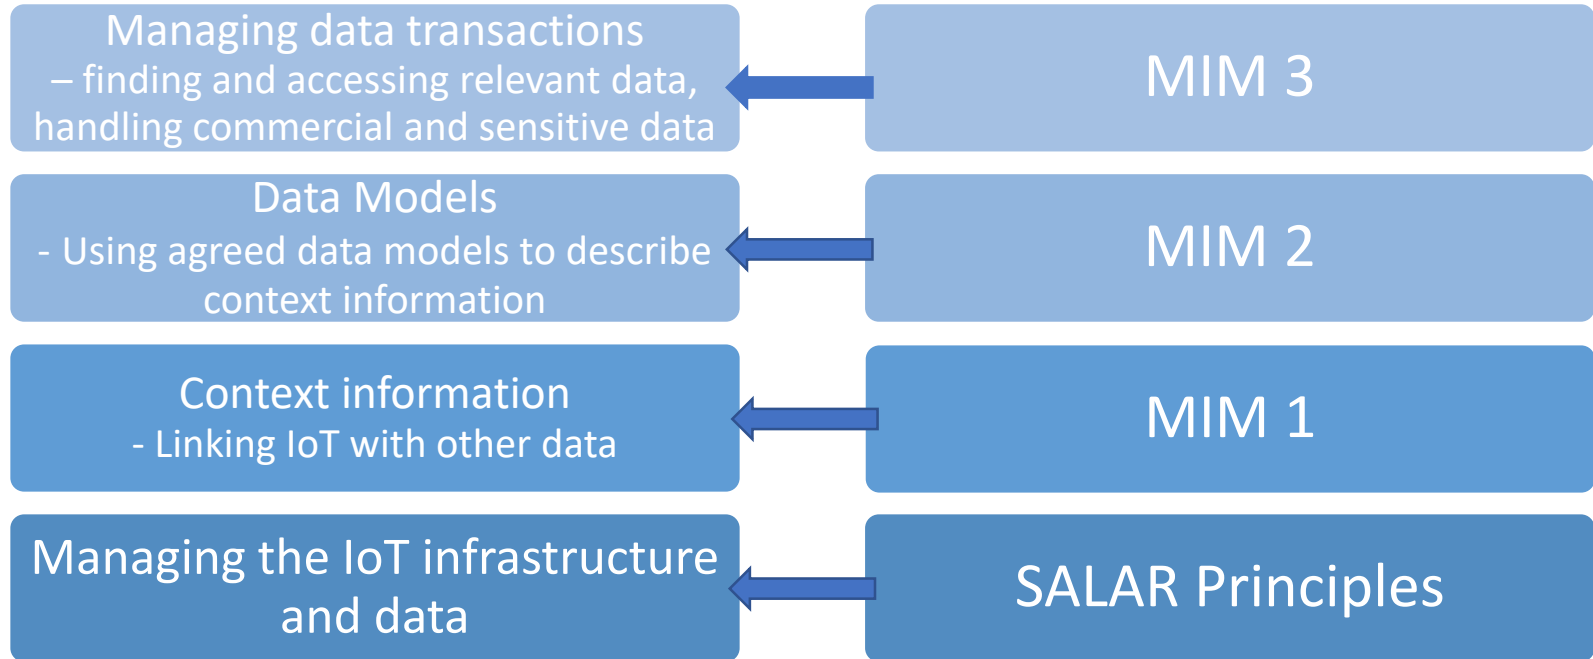 Managing data transactions
– finding and accessing relevant data,
handling commercial and sensitive data
MIM 3
Data Models
- Using agreed data models to describe
context information
MIM 2
Context information
- Linking IoT with other data
MIM 1
Managing the IoT infrastructure
and data
SALAR Principles